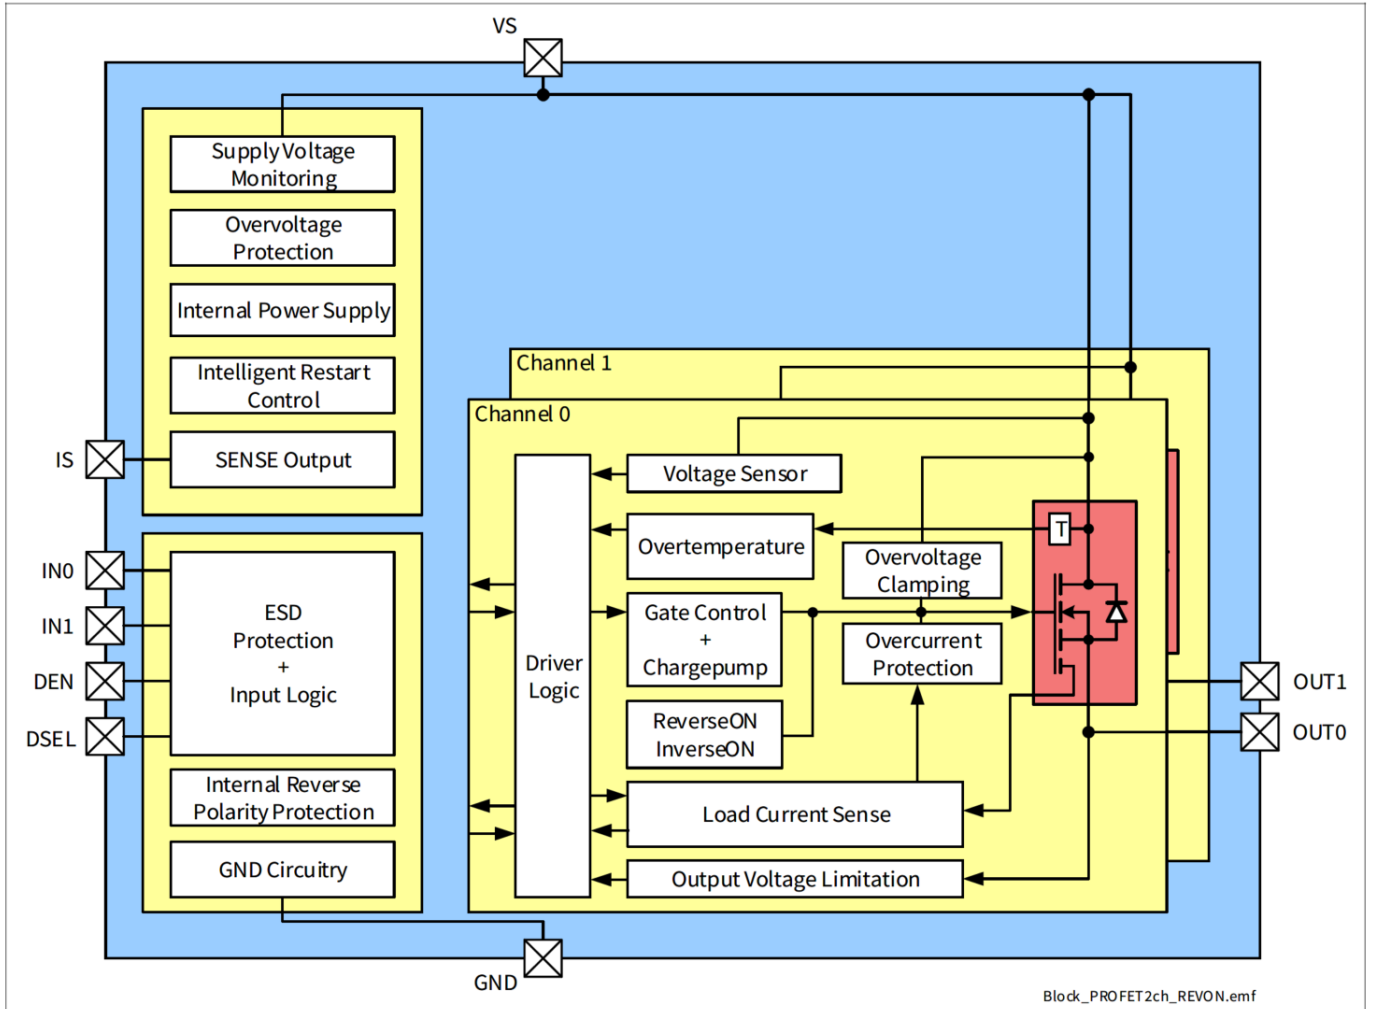 VS
Supply Voltage
Monitoring
Overvoltage
Protection
Internal Power Supply
Intelligent Restart
Control
IS
SENSE Output
IN0
IN1
DEN
DSEL
ESD
Protection
+
Input Logic
Internal Reverse
Polarity Protection
GND Circuitry
GND
Channel 1
Channel 0
Driver
Logic
Voltage Sensor
Overtemperature
T
Overvoltage
Clamping
Gate Control
+
Chargepump
Overcurrent
Protection
ReverseON
InverseON
Load Current Sense
Output Voltage Limitation
OUT1
OUT0
Block_PROFET2ch_REVON.emf